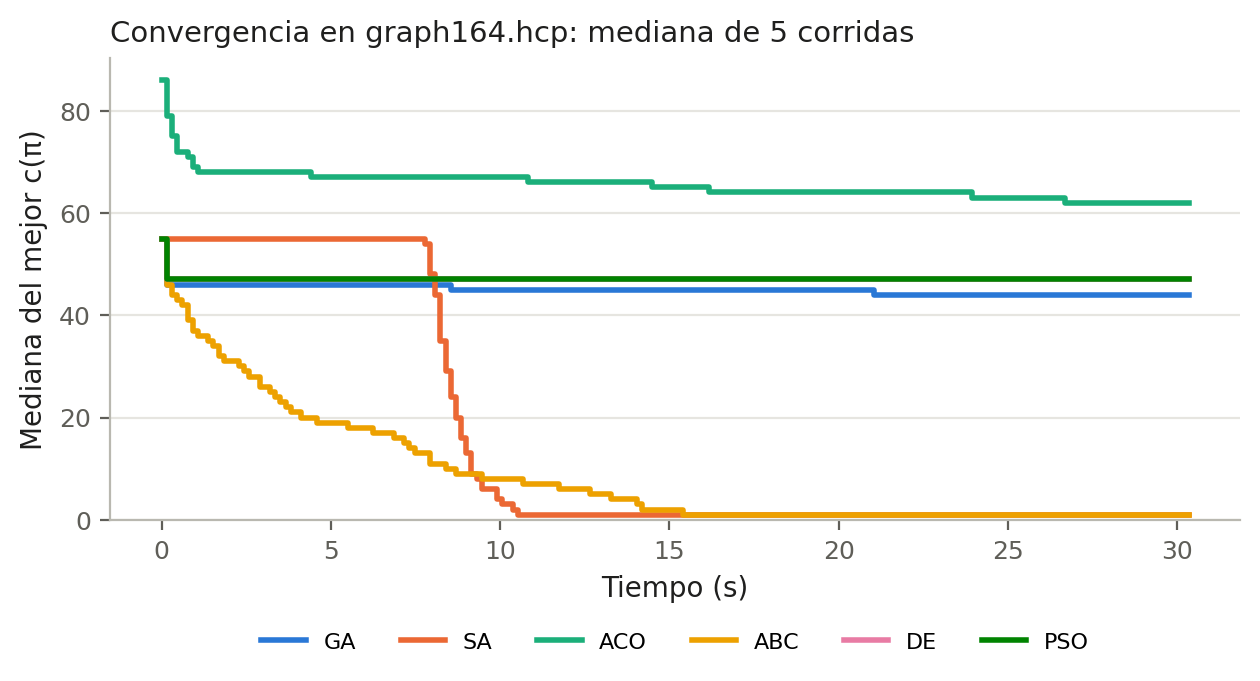 Convergencia en graph164.hcp: mediana de 5 corridas
Mediana del mejor c(π)
80
60
40
20
0
0 5 10 15 20 25 30
Tiempo (s)
GA SA ACO ABC DE PSO